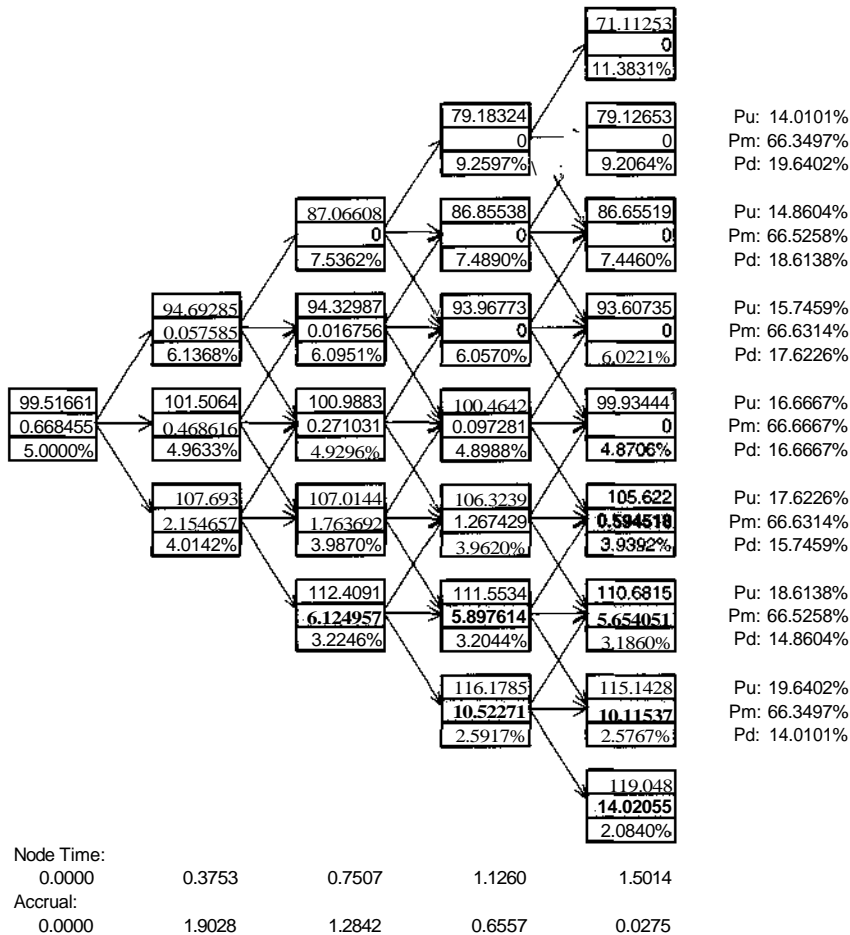 71.11253
0
11.3831%
79.18324 79.12653 Pu: 14.0101%
0 0 Pm: 66.3497%
9.2597% 9.2064% Pd: 19.6402%
87.06608 86.85538 86.65519 Pu: 14.8604%
0 0 0 Pm: 66.5258%
7.5362% 7.4890% 7.4460% Pd: 18.6138%
94.69285 94.32987 93.96773 93.60735 Pu: 15.7459%
0.057585 0.016756 0 0 Pm: 66.6314%
6.1368% 6.0951% 6.0570% 6.0221% Pd: 17.6226%
99.51661 101.5064 100.9883 100.4642 99.93444 Pu: 16.6667%
0.668455 0.468616 0.271031 0.097281 0 Pm: 66.6667%
5.0000% 4.9633% 4.9296% 4.8988% 4.8706% Pd: 16.6667%
107.693 107.0144 106.3239 105.622 Pu: 17.6226%
2.154657 1.763692 1.267429 0.594518 Pm: 66.6314%
4.0142% 3.9870% 3.9620% 3.9392% Pd: 15.7459%
112.4091 111.5534 110.6815 Pu: 18.6138%
6.124957 5.897614 5.654051 Pm: 66.5258%
3.2246% 3.2044% 3.1860% Pd: 14.8604%
116.1785 115.1428 Pu: 19.6402%
10.52271 10.11537 Pm: 66.3497%
2.5917% 2.5767% Pd: 14.0101%
119.048
14.02055
2.0840%
Node Time:
0.0000 0.3753 0.7507 1.1260 1.5014
Accrual:
0.0000 1.9028 1.2842 0.6557 0.0275